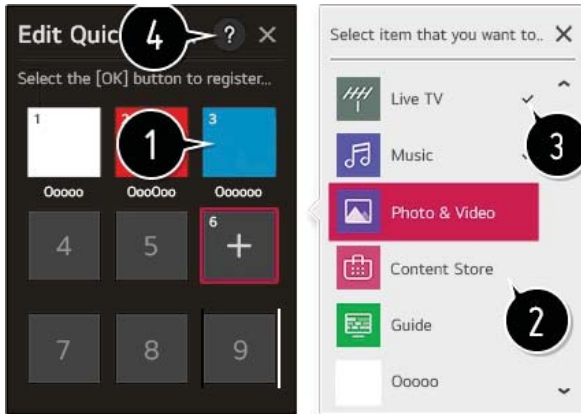 Edit Quic
4
?
Select the [OK] button to register...
1
2
3
1
Ooooo
OooOoo
Oooooo
4
5
6
7
8
9
Select item that you want to..
Live TV
3
Music
Photo & Video
Content Store
2
Guide
Ooooo